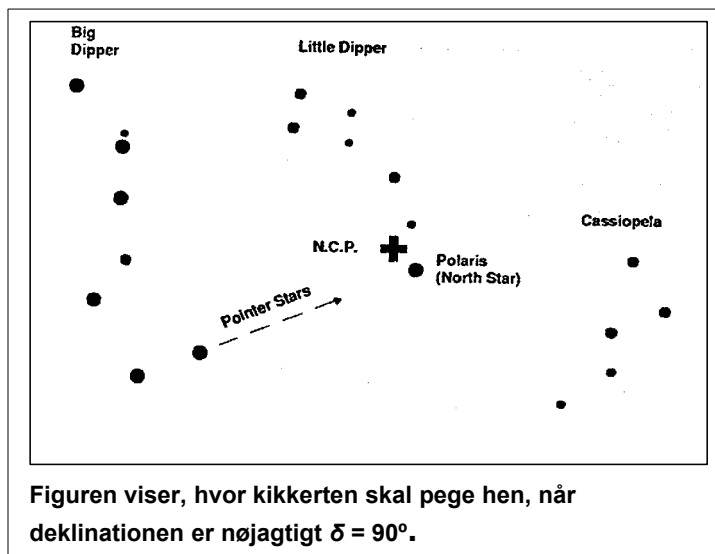 Big
Dipper
Little Dipper
Cassiopeia
N.C.P.
Polaris
(North Star)
Pointer Stars
Figuren viser, hvor kikkerten skal pege hen, når
deklinationen er nøjagtigt δ = 90º.